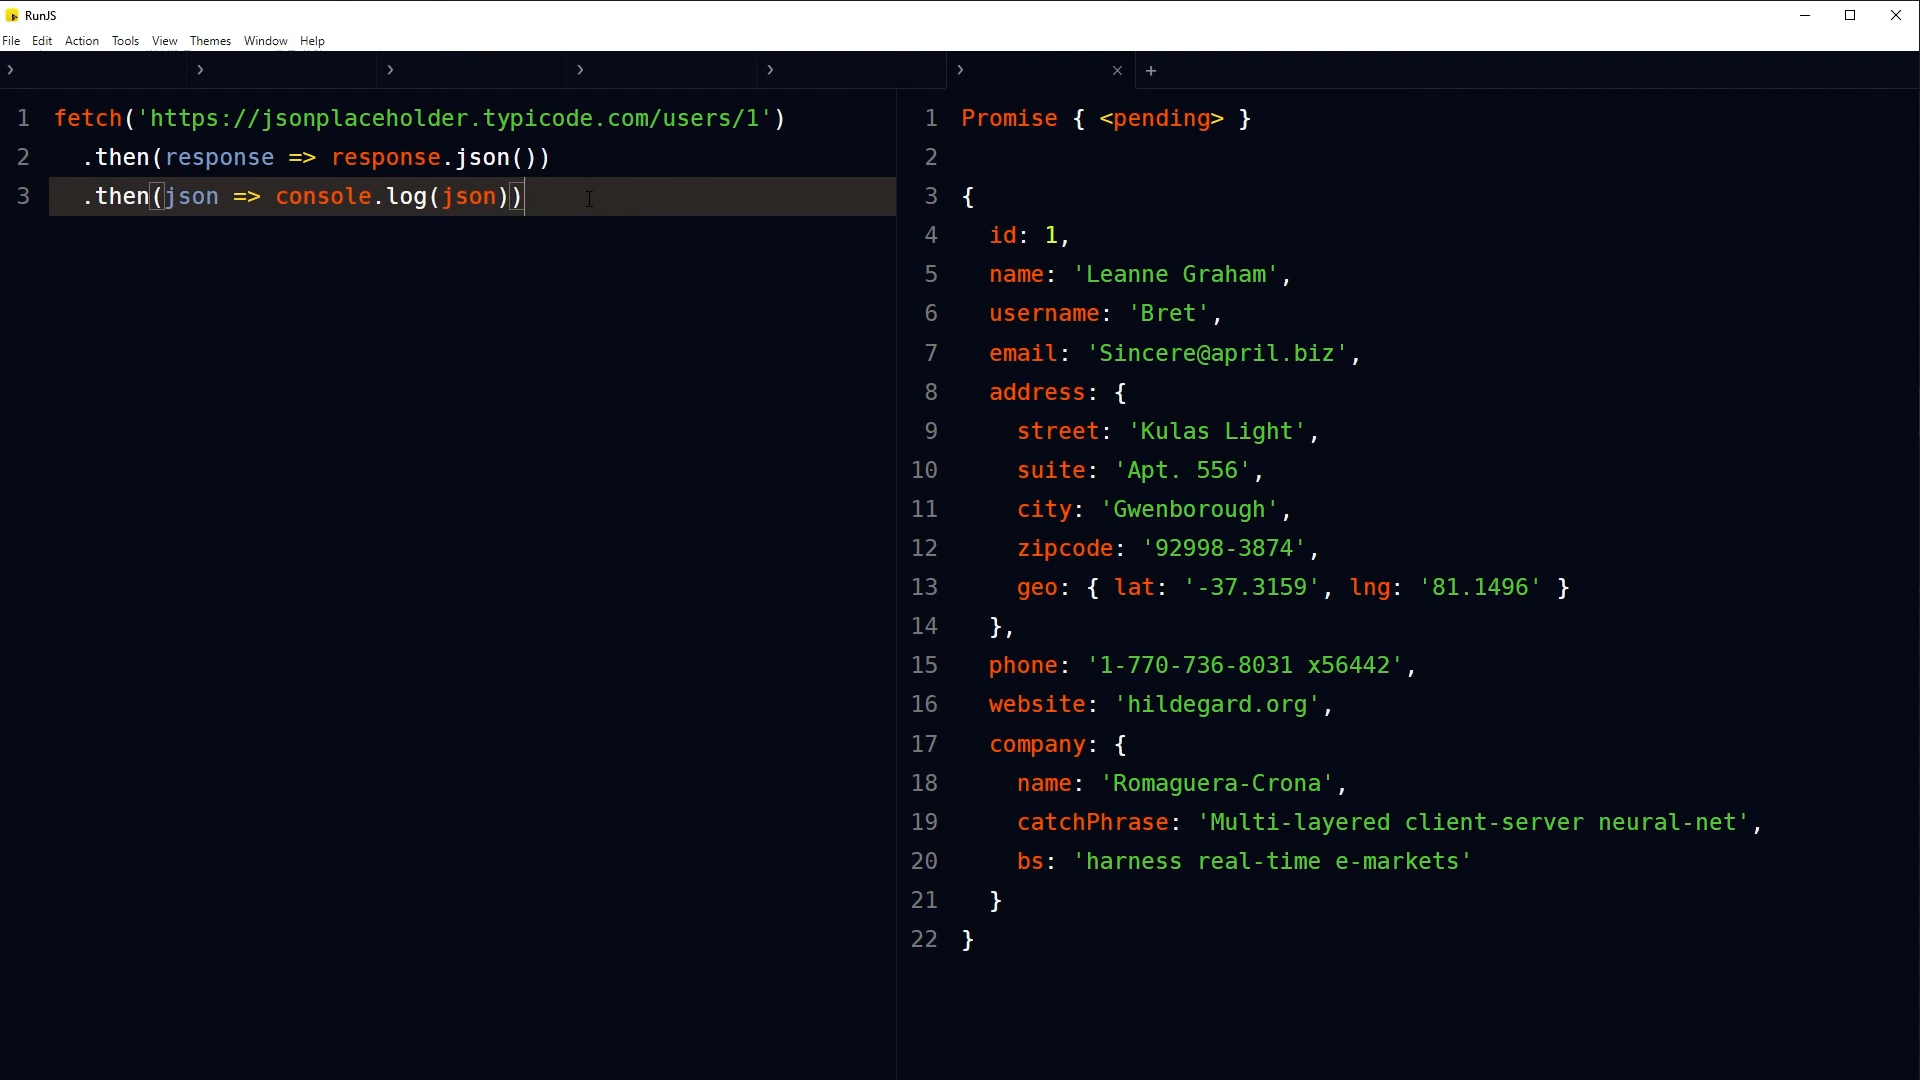 RunJS
File Edit Action Tools View Themes Window Help
1 fetch('https://jsonplaceholder.typicode.com/users/1')
2   .then(response => response.json())
3   .then(json => console.log(json))
1 Promise { <pending> }
2
3 {
4   id: 1,
5   name: 'Leanne Graham',
6   username: 'Bret',
7   email: 'Sincere@april.biz',
8   address: {
9     street: 'Kulas Light',
10     suite: 'Apt. 556',
11     city: 'Gwenborough',
12     zipcode: '92998-3874',
13     geo: { lat: '-37.3159', lng: '81.1496' }
14   },
15   phone: '1-770-736-8031 x56442',
16   website: 'hildegard.org',
17   company: {
18     name: 'Romaguera-Crona',
19     catchPhrase: 'Multi-layered client-server neural-net',
20     bs: 'harness real-time e-markets'
21   }
22 }